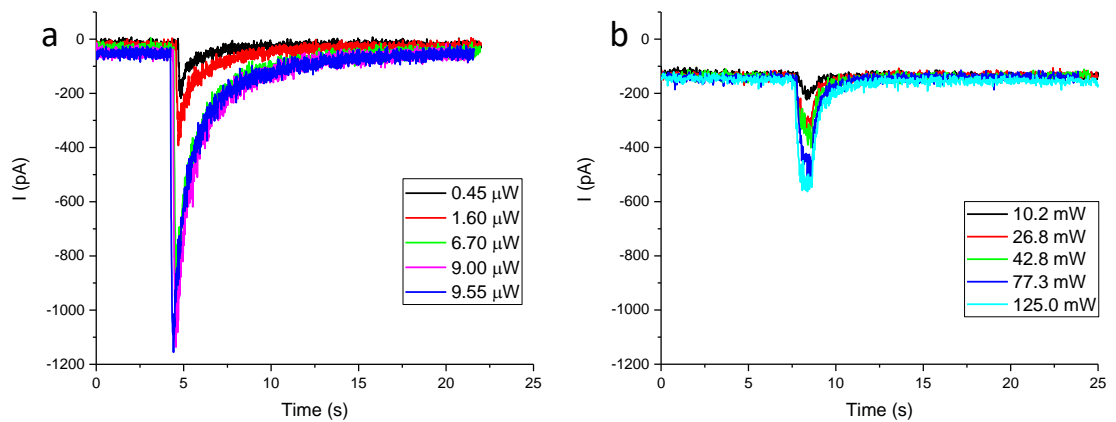 a
0
-200
-400
-600
-800
-1000
-1200
I (pA)
0 5 10 15 20 25
Time (s)
0.45 μW
1.60 μW
6.70 μW
9.00 μW
9.55 μW
b
0
-200
-400
-600
-800
-1000
-1200
I (pA)
0 5 10 15 20 25
Time (s)
10.2 mW
26.8 mW
42.8 mW
77.3 mW
125.0 mW